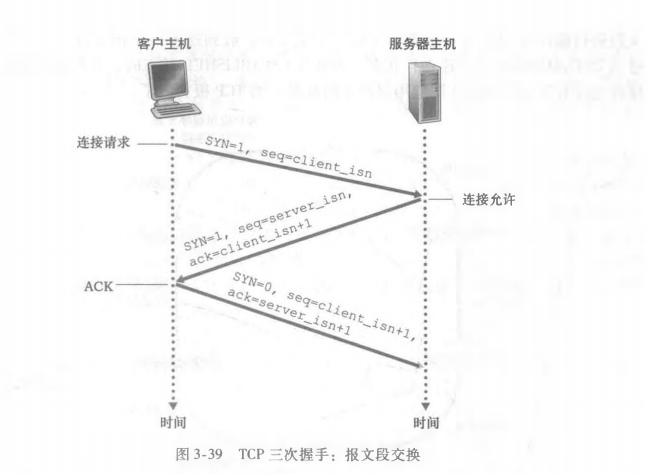 客户主机
服务器主机
连接请求
SYN=1, seq=client_isn
连接允许
SYN=1, seq=server_isn,
ack=client_isn+1
ACK
SYN=0, seq=client_isn+1,
ack=server_isn+1
时间
时间
图 3-39 TCP 三次握手：报文段交换